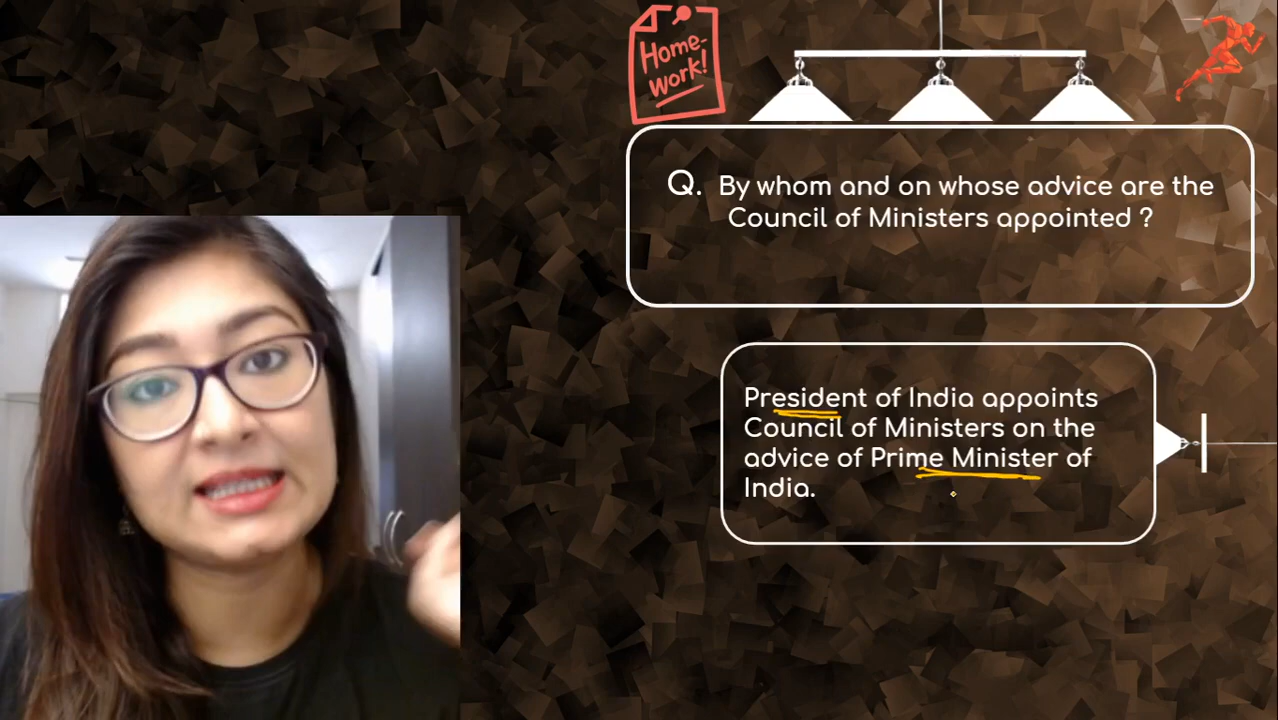 Home-
work!
Q. By whom and on whose advice are the
Council of Ministers appointed ?
President of India appoints
Council of Ministers on the
advice of Prime Minister of
India.